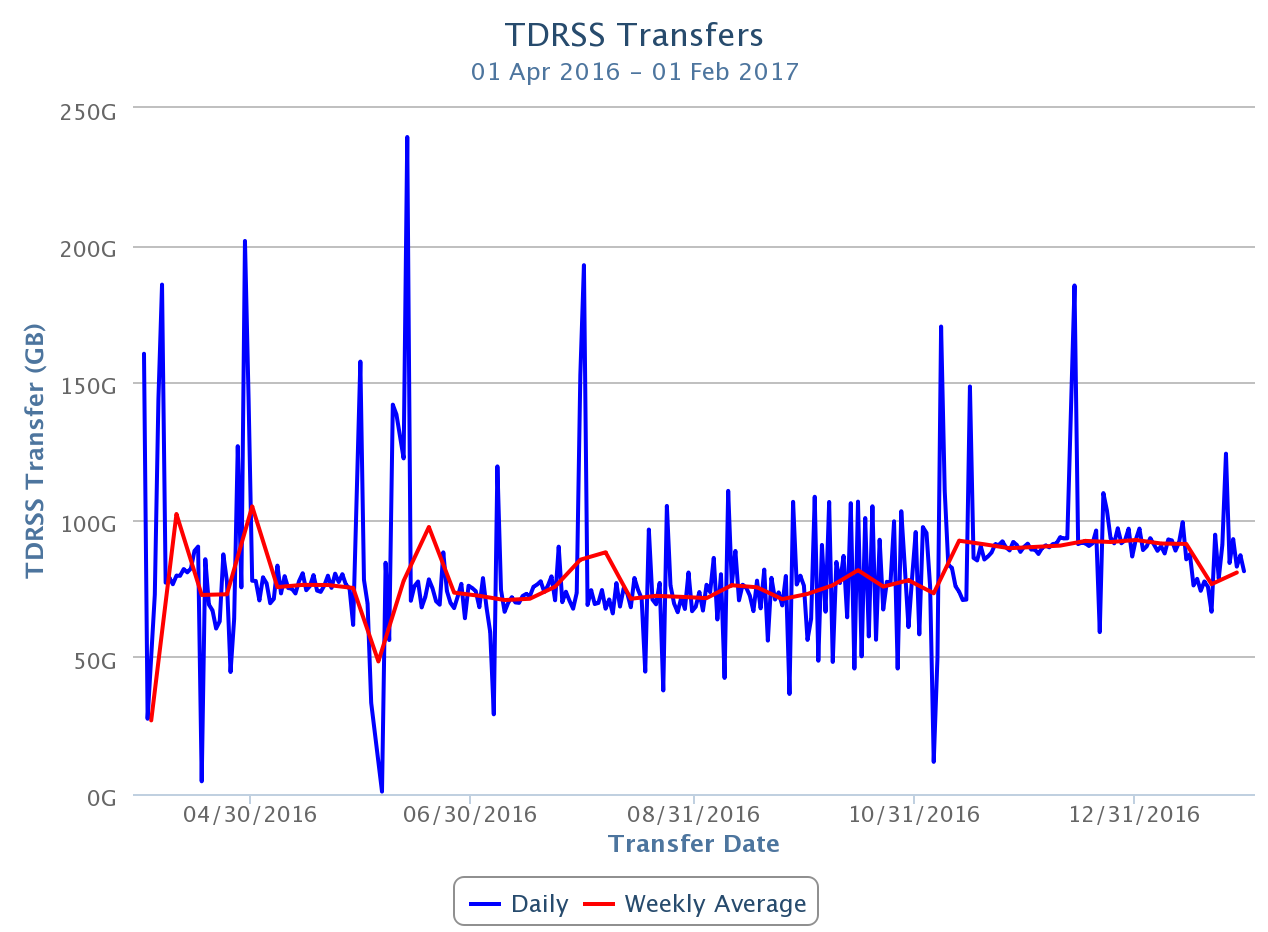 TDRSS Transfers
01 Apr 2016 – 01 Feb 2017
250G
200G
150G
100G
50G
0G
TDRSS Transfer (GB)
04/30/2016 06/30/2016 08/31/2016 10/31/2016 12/31/2016
Transfer Date
Daily Weekly Average